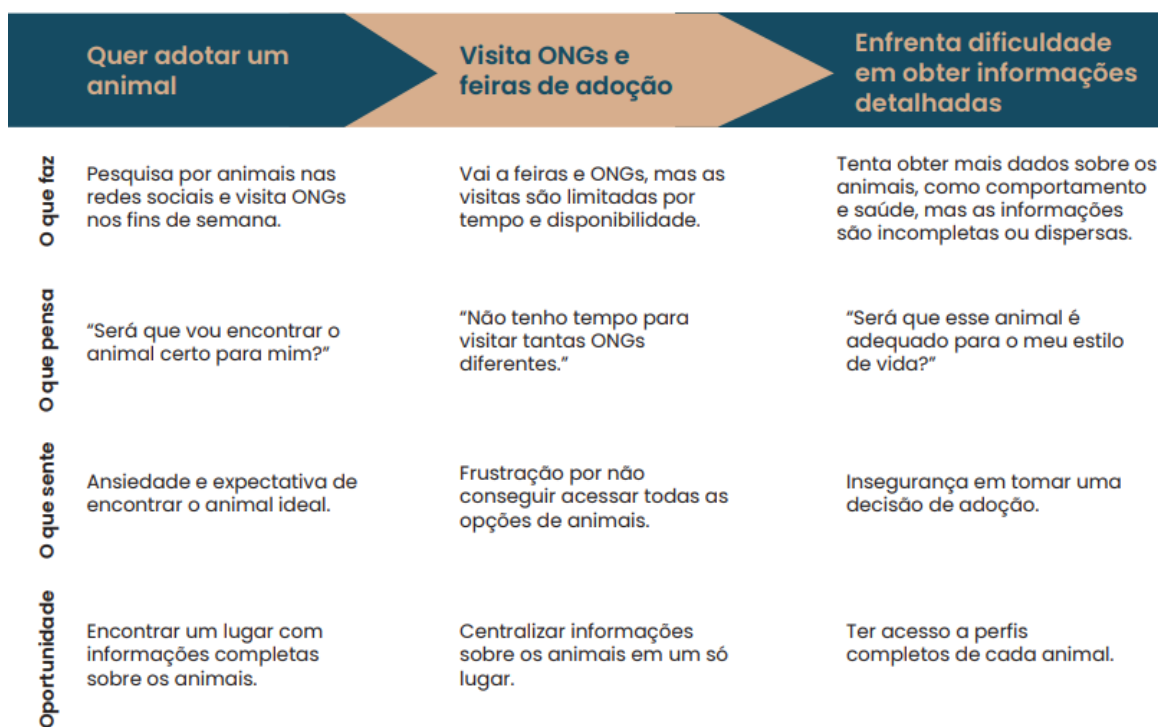 Quer adotar um
animal
Visita ONGs e
feiras de adoção
Enfrenta dificuldade
em obter informações
detalhadas
O que faz
Pesquisa por animais nas
redes sociais e visita ONGs
nos fins de semana.
Vai a feiras e ONGs, mas as
visitas são limitadas por
tempo e disponibilidade.
Tenta obter mais dados sobre os
animais, como comportamento
e saúde, mas as informações
são incompletas ou dispersas.
O que pensa
“Será que vou encontrar o
animal certo para mim?”
“Não tenho tempo para
visitar tantas ONGs
diferentes.”
“Será que esse animal é
adequado para o meu estilo
de vida?”
O que sente
Ansiedade e expectativa de
encontrar o animal ideal.
Frustração por não
conseguir acessar todas as
opções de animais.
Insegurança em tomar uma
decisão de adoção.
Oportunidade
Encontrar um lugar com
informações completas
sobre os animais.
Centralizar informações
sobre os animais em um só
lugar.
Ter acesso a perfis
completos de cada animal.